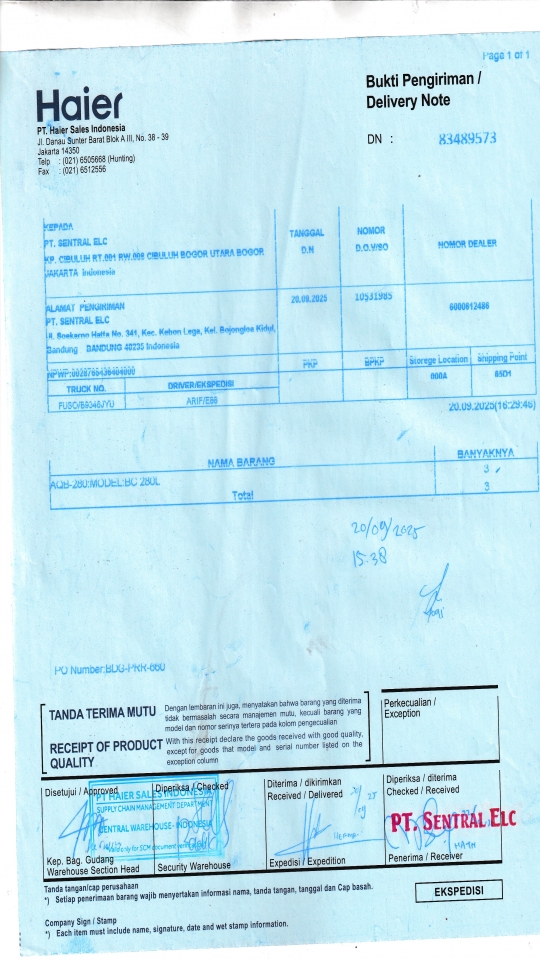 Page 1 of 1
Haier
PT. Haier Sales Indonesia
Jl. Danau Sunter Barat Blok A III, No. 38 - 39
Jakarta 14350
Telp : (021) 6505668 (Hunting)
Fax : (021) 6512556
Bukti Pengiriman /
Delivery Note
DN : 83489573
KEPADA
PT. SENTRAL ELC
KP. CIBULUH RT.001 RW.008 CIBULUH BOGOR UTARA BOGOR
JAKARTA Indonesia
TANGGAL
D.N
NOMOR
D.O.V/SO
NOMOR DEALER
ALAMAT PENGIRIMAN
PT. SENTRAL ELC
Jl. Soekarno Hatta No. 341, Kec. Kebon Lega, Kel. Bojongloa Kidul,
Bandung BANDUNG 40235 Indonesia
20.09.2025
10531985
6000612486
NPWP:0028765436404000
PKP
BPKP
Storege Location
Shipping Point
000A
85D1
TRUCK NO.
DRIVER/EKSPEDISI
ARIF/E88
20.09.2025(16:29:46)
NAMA BARANG
BANYAKNYA
AQB-280:MODEL:BC 280L
3
Total
3
20/09/2025
15:38
PO Number:BDG-PRR-660
TANDA TERIMA MUTU
Dengan lembaran ini juga, menyatakan bahwa barang yang diterima
tidak bermasalah secara manajemen mutu, kecuali barang yang
model dan nomor serinya tertera pada kolom pengecualian
RECEIPT OF PRODUCT
QUALITY
With this receipt declare the goods received with good quality,
except for goods that model and serial number listed on the
exception column
Perkecualian /
Exception
Disetujui / Approved
Diperiksa / Checked
Diterima / dikirimkan
Received / Delivered
Diperiksa / diterima
Checked / Received
PT HAIER SALES INDONESIA
SUPPLY CHAIN MANAGEMENT DEPARTMENT
CENTRAL WAREHOUSE - INDONESIA
Valid only for SCM document verification
PT. SENTRAL ELC
Kep. Bag. Gudang
Warehouse Section Head
Security Warehouse
Expedisi / Expedition
Penerima / Receiver
Tanda tangan/cap perusahaan
*) Setiap penerimaan barang wajib menyertakan informasi nama, tanda tangan, tanggal dan Cap basah.
EKSPEDISI
Company Sign / Stamp
*) Each item must include name, signature, date and wet stamp information.